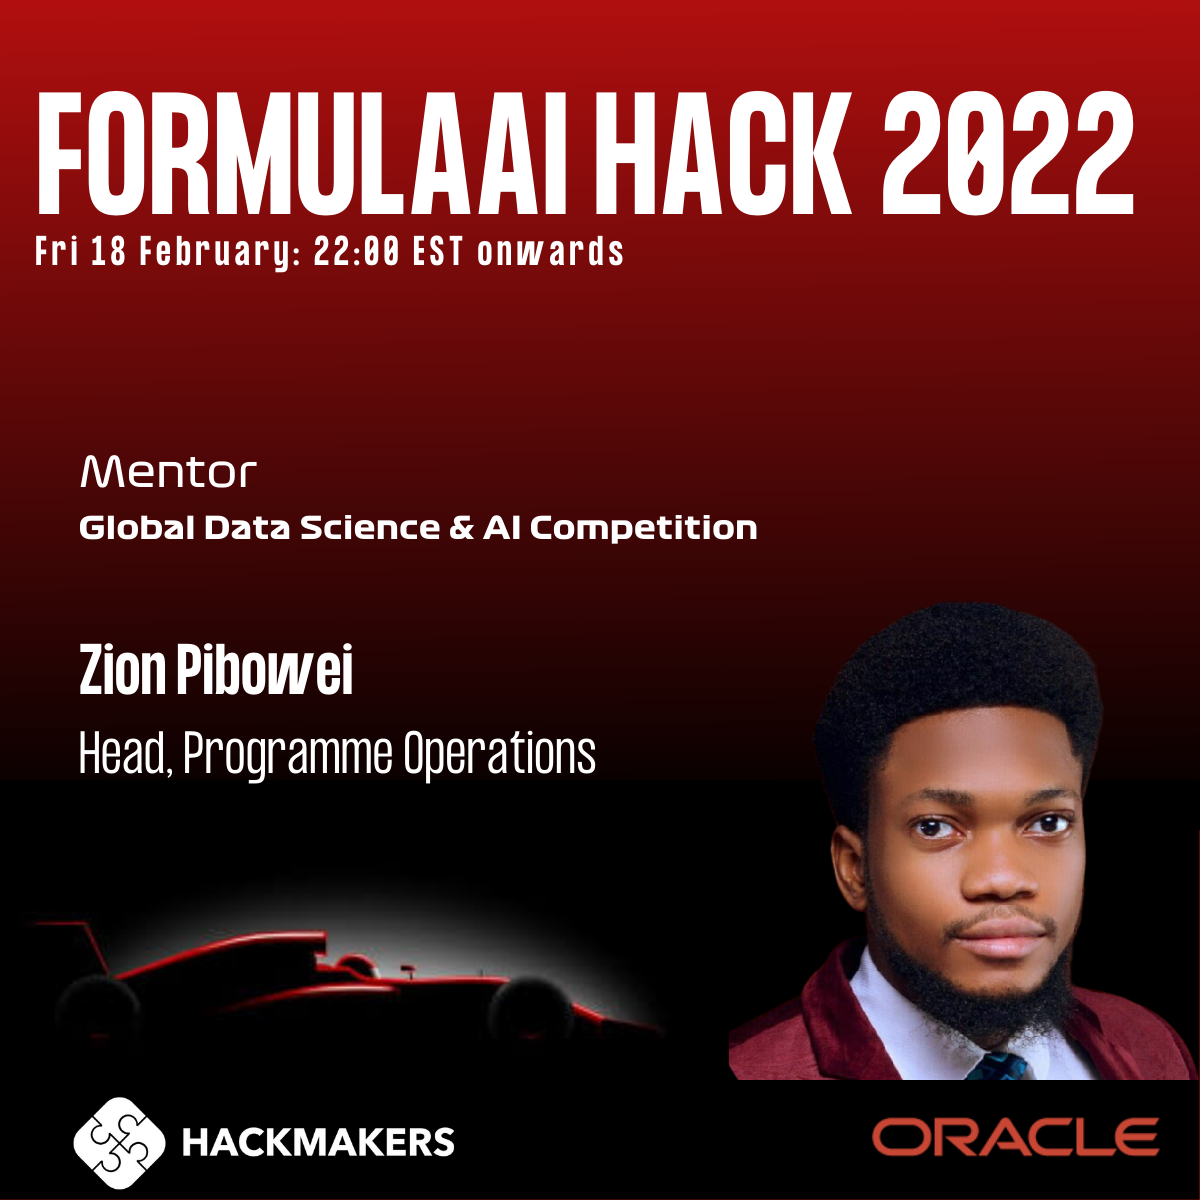 FORMULAAI HACK 2022
Fri 18 February: 22:00 EST onwards
Mentor
Global Data Science & AI Competition
Zion Pibowei
Head, Programme Operations
HACKMAKERS
ORACLE